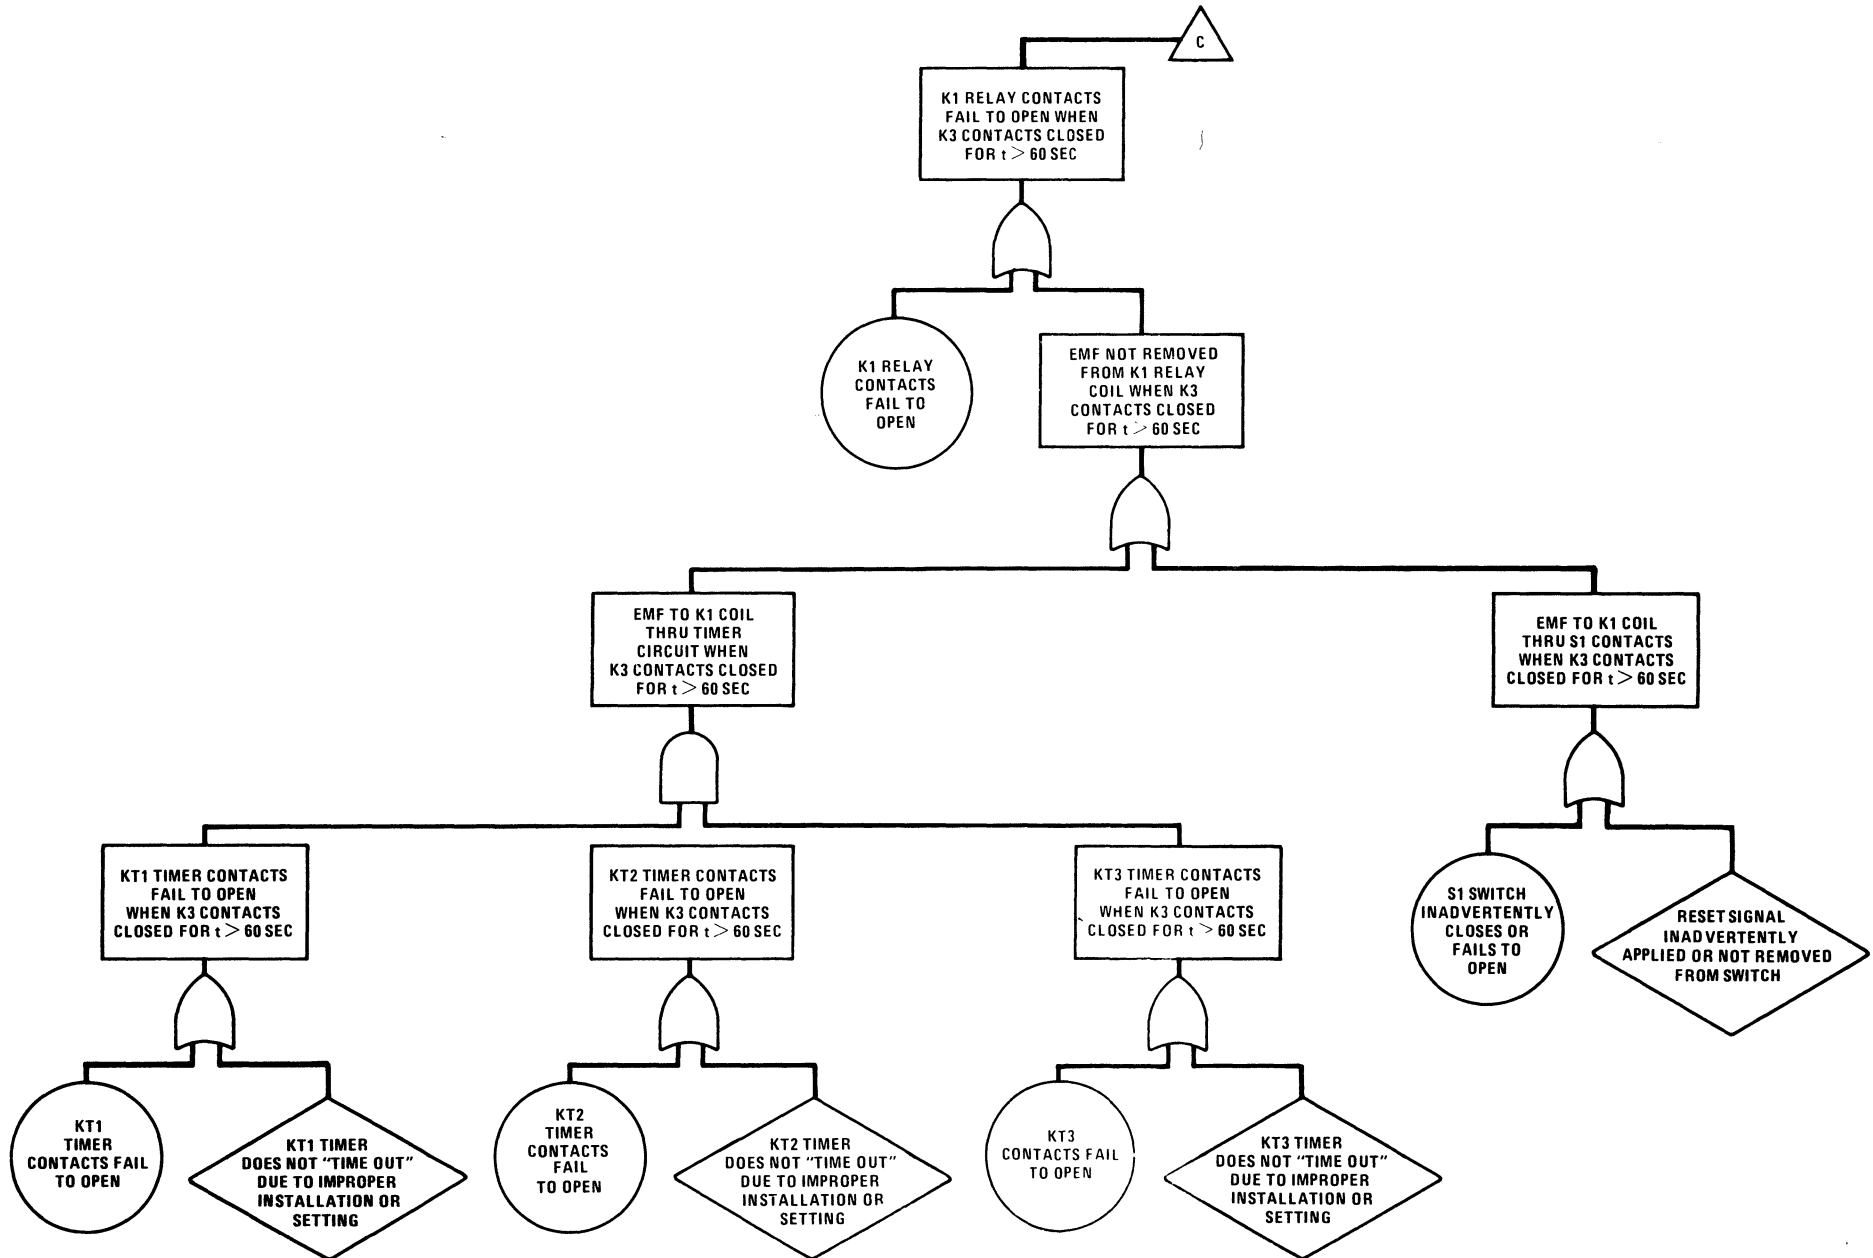 C
K1 RELAY CONTACTS
FAIL TO OPEN WHEN
K3 CONTACTS CLOSED
FOR t > 60 SEC
K1 RELAY
CONTACTS
FAIL TO
OPEN
EMF NOT REMOVED
FROM K1 RELAY
COIL WHEN K3
CONTACTS CLOSED
FOR t > 60 SEC
EMF TO K1 COIL
THRU TIMER
CIRCUIT WHEN
K3 CONTACTS CLOSED
FOR t > 60 SEC
EMF TO K1 COIL
THRU S1 CONTACTS
WHEN K3 CONTACTS
CLOSED FOR t > 60 SEC
KT1 TIMER CONTACTS
FAIL TO OPEN
WHEN K3 CONTACTS
CLOSED FOR t > 60 SEC
KT2 TIMER CONTACTS
FAIL TO OPEN
WHEN K3 CONTACTS
CLOSED FOR t > 60 SEC
KT3 TIMER CONTACTS
FAIL TO OPEN
WHEN K3 CONTACTS
CLOSED FOR t > 60 SEC
S1 SWITCH
INADVERTENTLY
CLOSES OR
FAILS TO
OPEN
RESET SIGNAL
INADVERTENTLY
APPLIED OR NOT REMOVED
FROM SWITCH
KT1
TIMER
CONTACTS FAIL
TO OPEN
KT1 TIMER
DOES NOT "TIME OUT"
DUE TO IMPROPER
INSTALLATION OR
SETTING
KT2
TIMER
CONTACTS
FAIL
TO OPEN
KT2 TIMER
DOES NOT "TIME OUT"
DUE TO IMPROPER
INSTALLATION OR
SETTING
KT3
CONTACTS FAIL
TO OPEN
KT3 TIMER
DOES NOT "TIME OUT"
DUE TO IMPROPER
INSTALLATION OR
SETTING